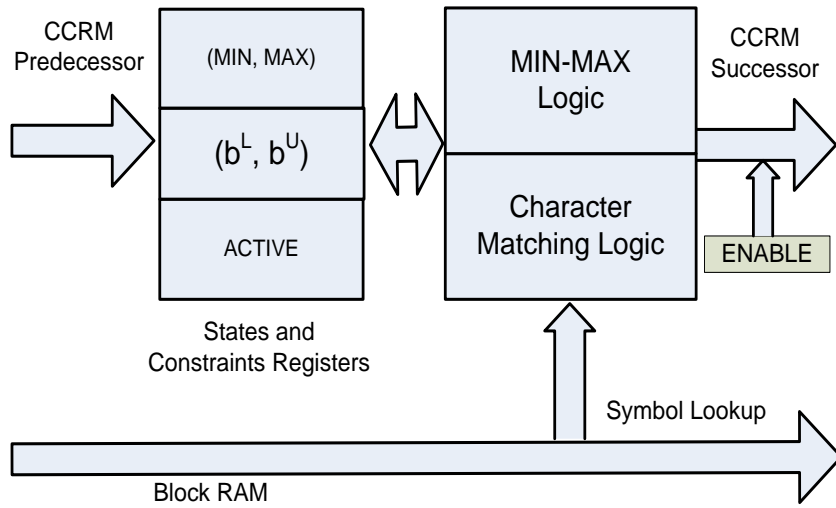 CCRM
Predecessor
(MIN, MAX)
(b^L, b^U)
ACTIVE
States and
Constraints Registers
MIN-MAX
Logic
Character
Matching Logic
CCRM
Successor
ENABLE
Symbol Lookup
Block RAM